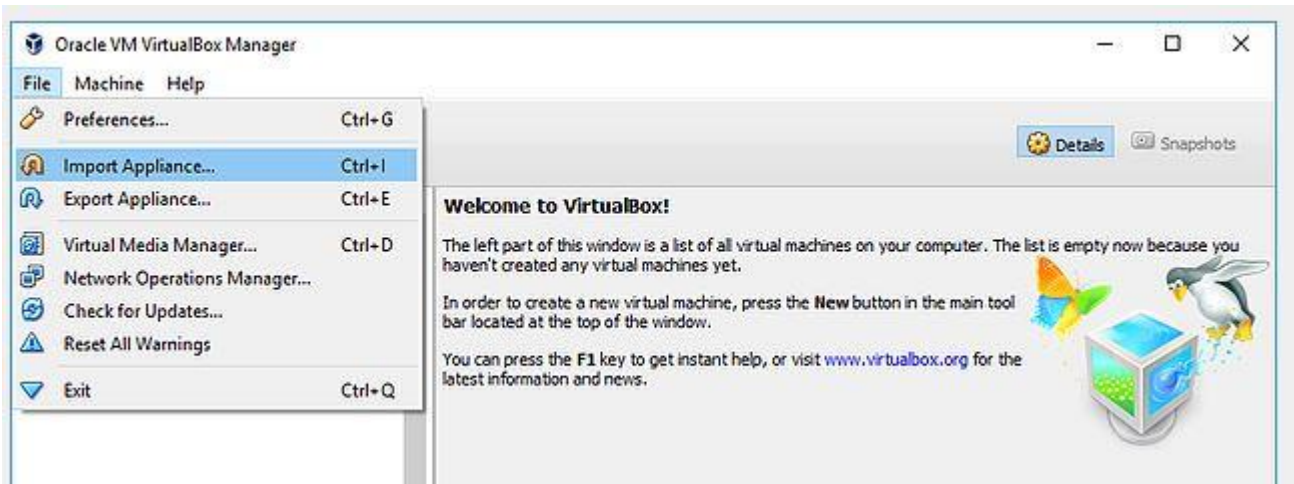 Oracle VM VirtualBox Manager
File Machine Help
Preferences... Ctrl+G
Import Appliance... Ctrl+I
Export Appliance... Ctrl+E
Virtual Media Manager... Ctrl+D
Network Operations Manager...
Check for Updates...
Reset All Warnings
Exit Ctrl+Q
Details Snapshots
Welcome to VirtualBox!
The left part of this window is a list of all virtual machines on your computer. The list is empty now because you
haven't created any virtual machines yet.
In order to create a new virtual machine, press the New button in the main tool
bar located at the top of the window.
You can press the F1 key to get instant help, or visit www.virtualbox.org for the
latest information and news.